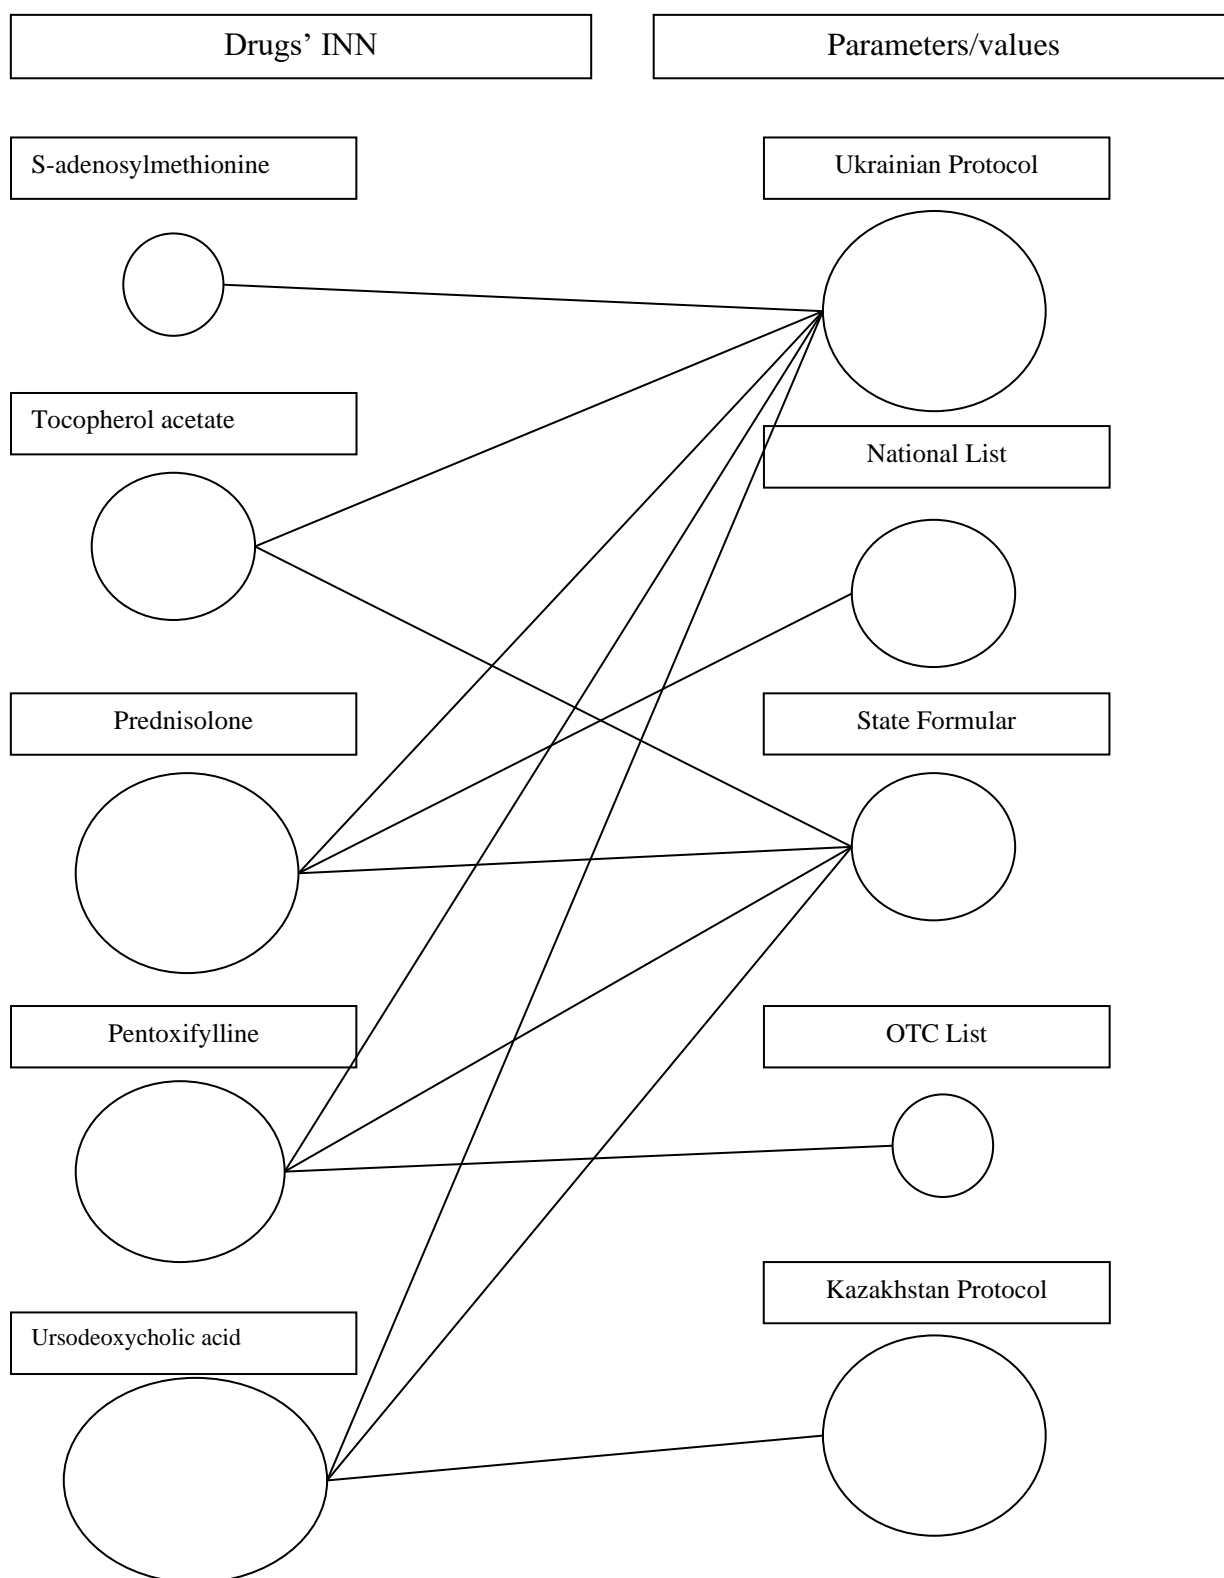 Drugs’ INN
Parameters/values
S-adenosylmethionine
Ukrainian Protocol
Tocopherol acetate
National List
Prednisolone
State Formular
Pentoxifylline
OTC List
Kazakhstan Protocol
Ursodeoxycholic acid